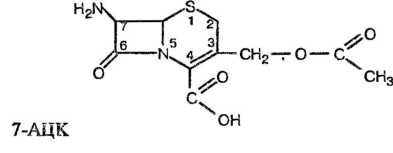 H₂N S
7 1 2
O 6 N 5 4 3 CH₂ . O O
CH₃
O
OH
7-АЦК